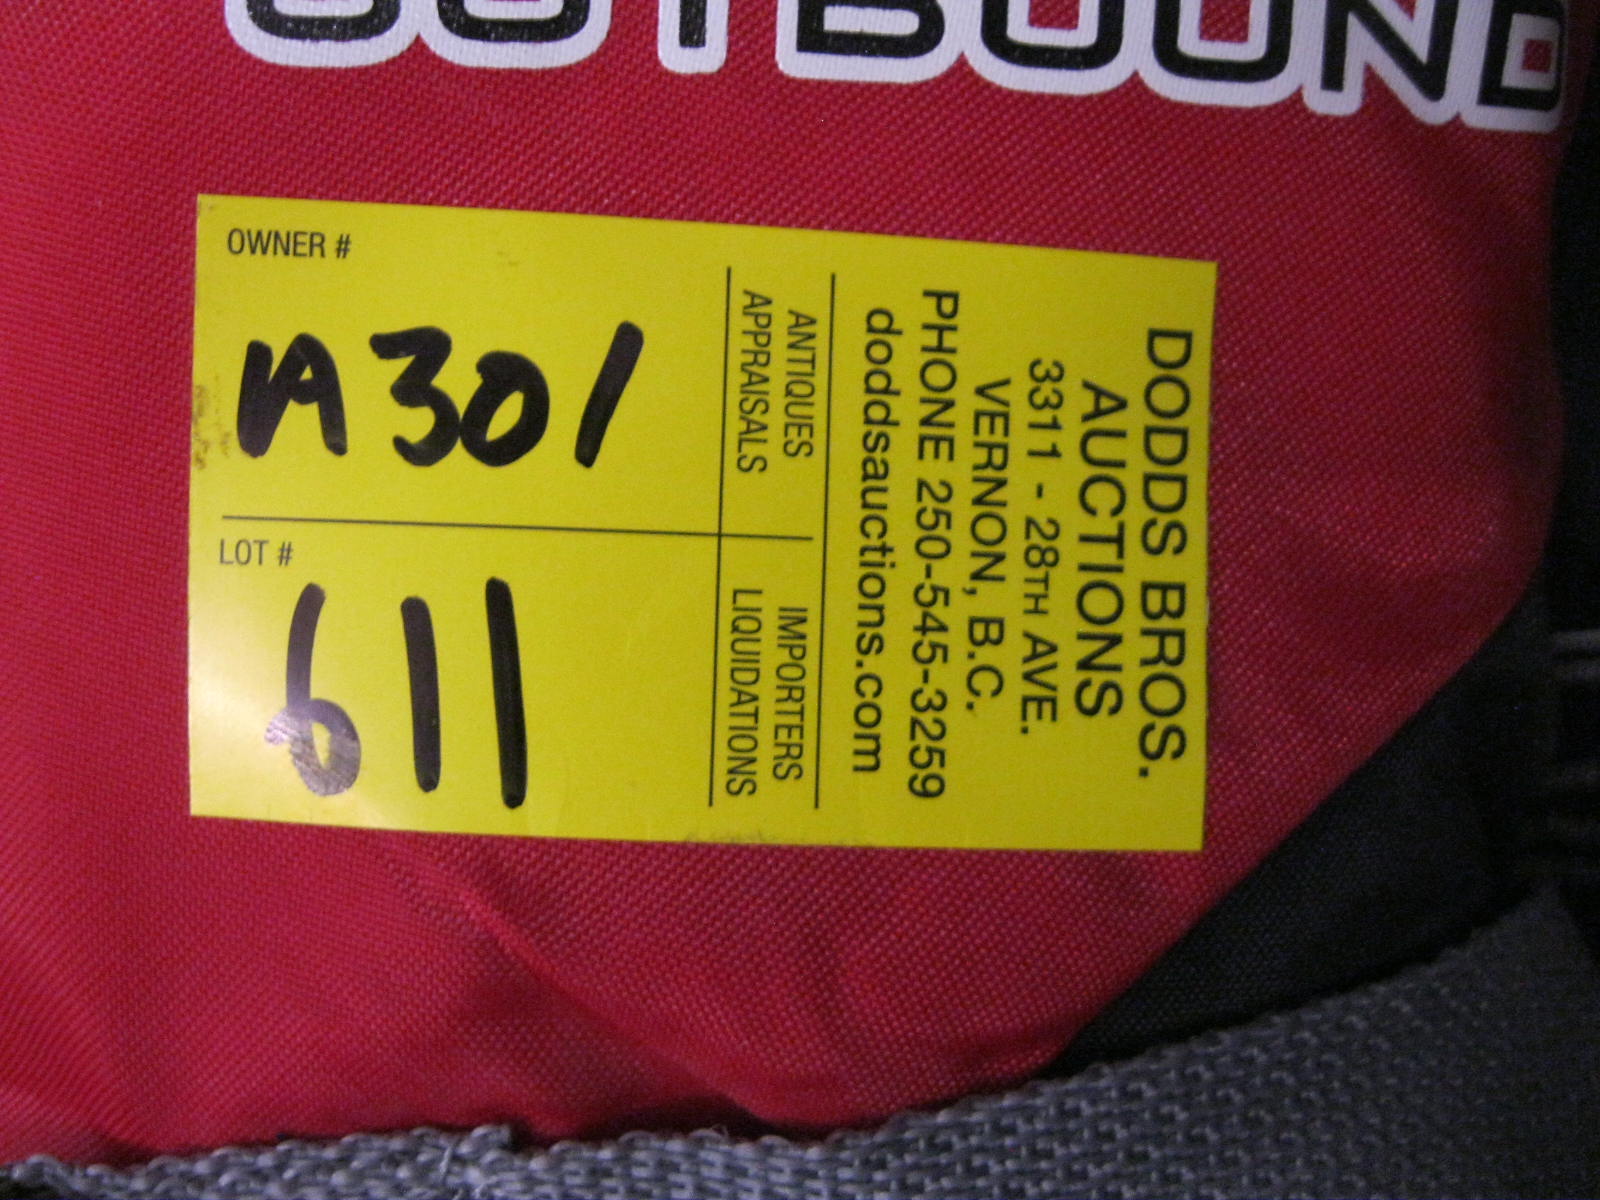 OUTBOUND
OWNER #
A301
LOT #
611
DODDS BROS.
AUCTIONS
3311 - 28TH AVE.
VERNON, B.C.
PHONE 250-545-3259
doddsauctions.com
ANTIQUES IMPORTERS
APPRAISALS LIQUIDATIONS